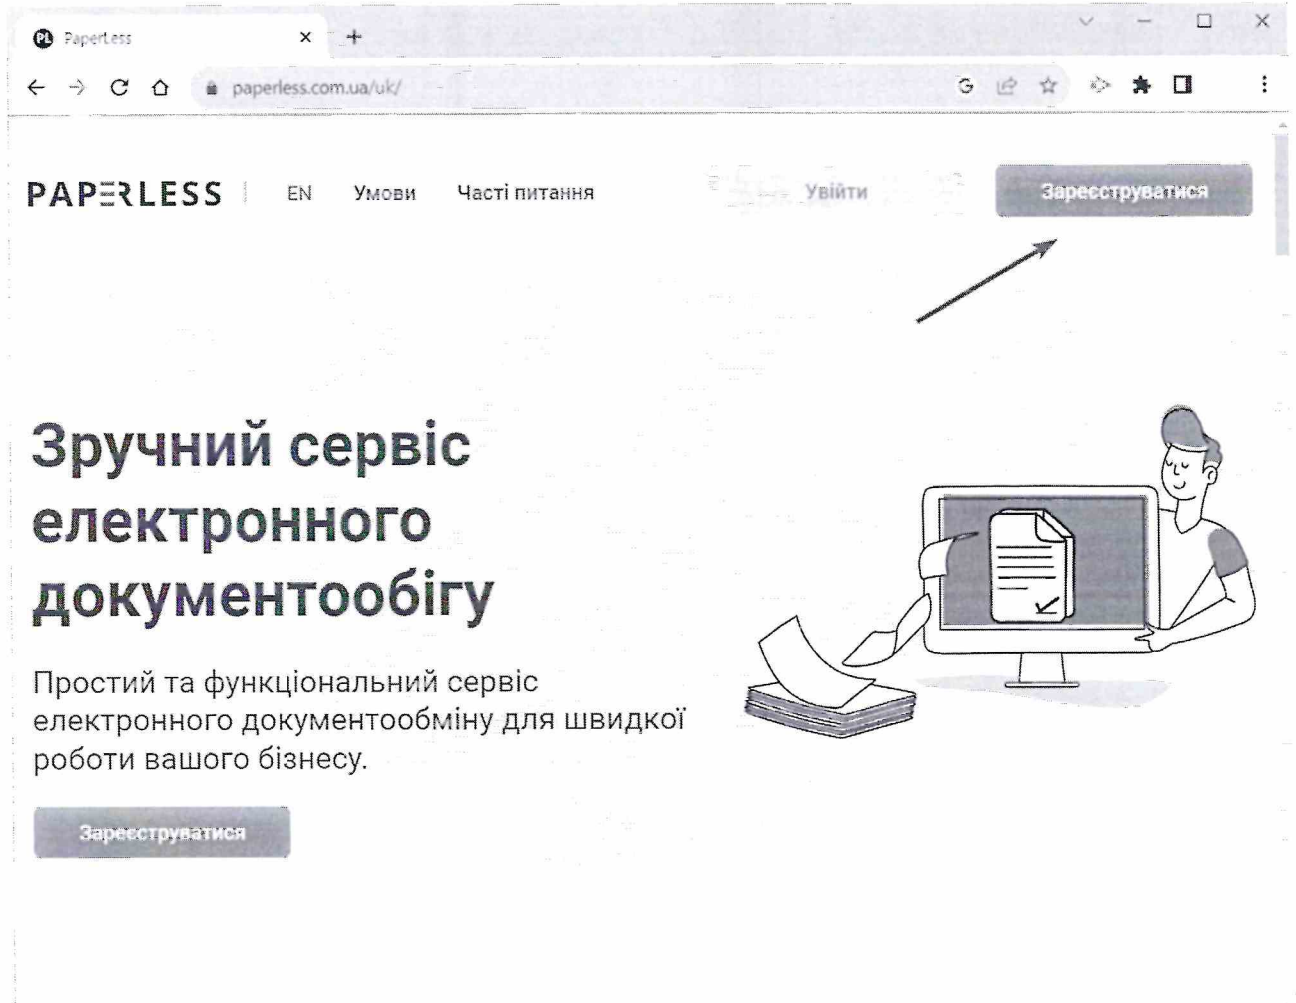 PL PaperLess
paperless.com.ua/uk/
G
PAPERLESS EN Умови Часті питання Увійти Зареєструватися
Зручний сервіс
електронного
документообігу
Простий та функціональний сервіс
електронного документообміну для швидкої
роботи вашого бізнесу.
Зареєструватися